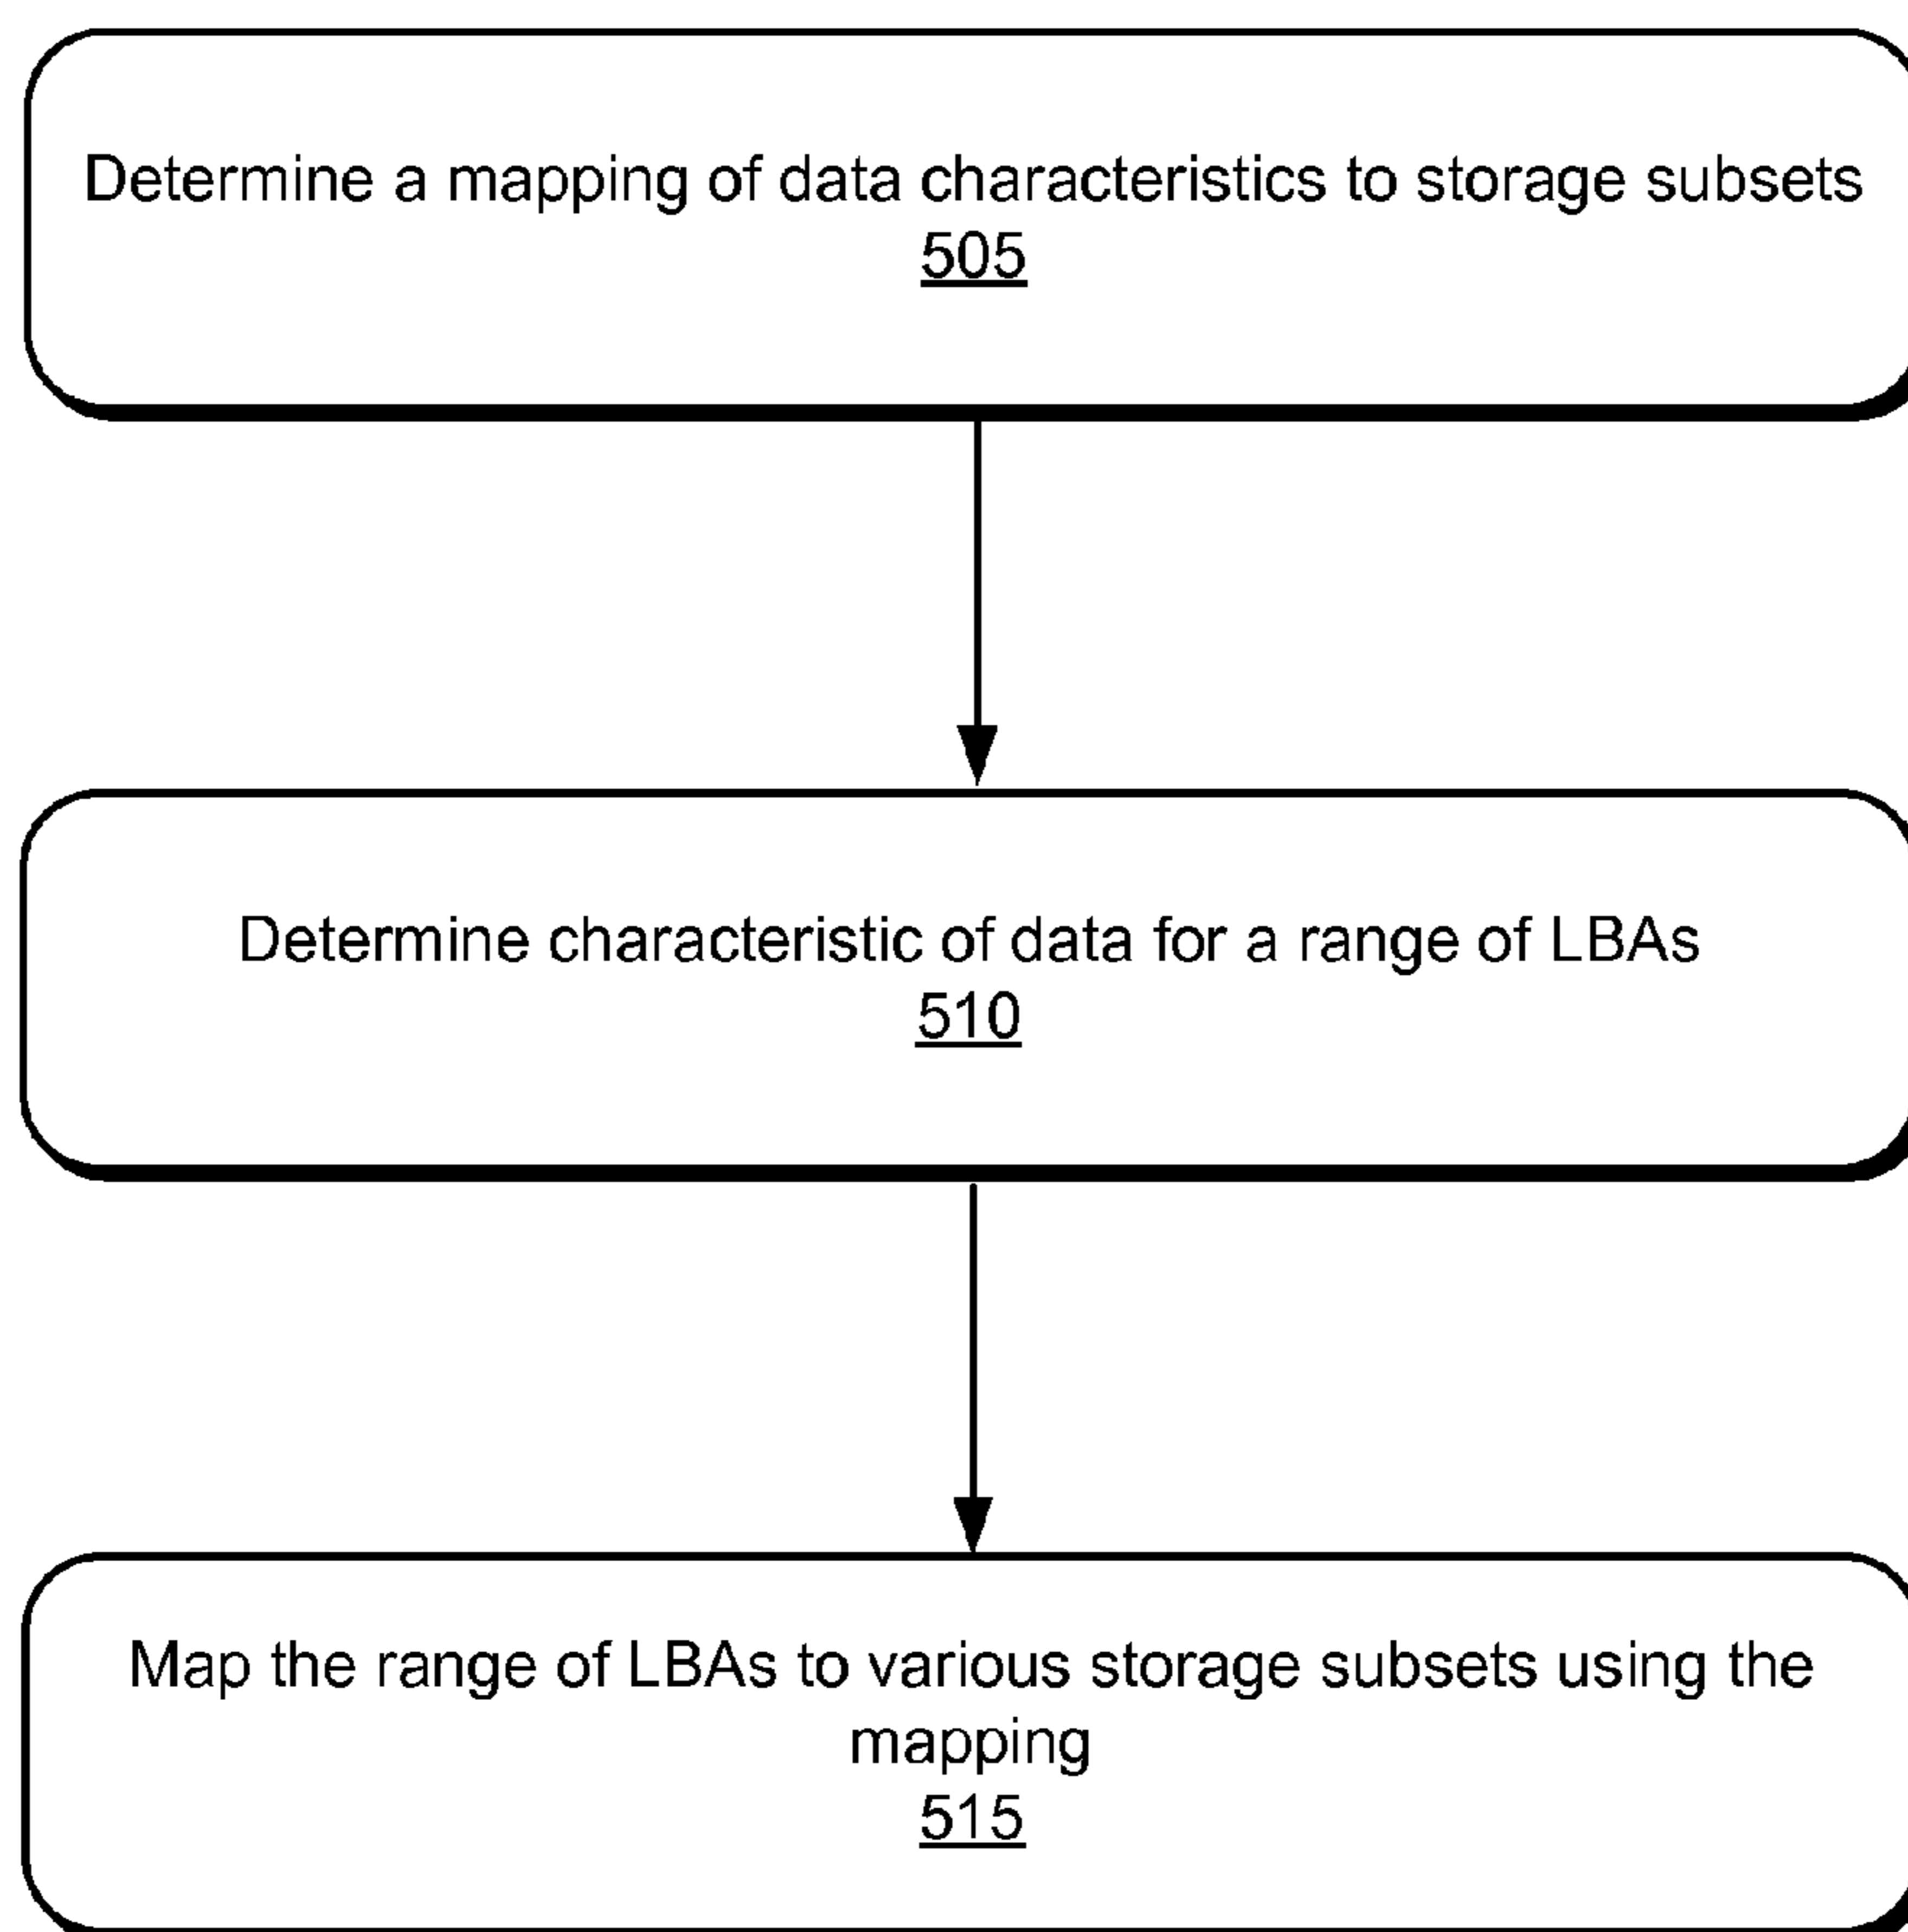 Determine a mapping of data characteristics to storage subsets
505
Determine characteristic of data for a range of LBAs
510
Map the range of LBAs to various storage subsets using the
mapping
515